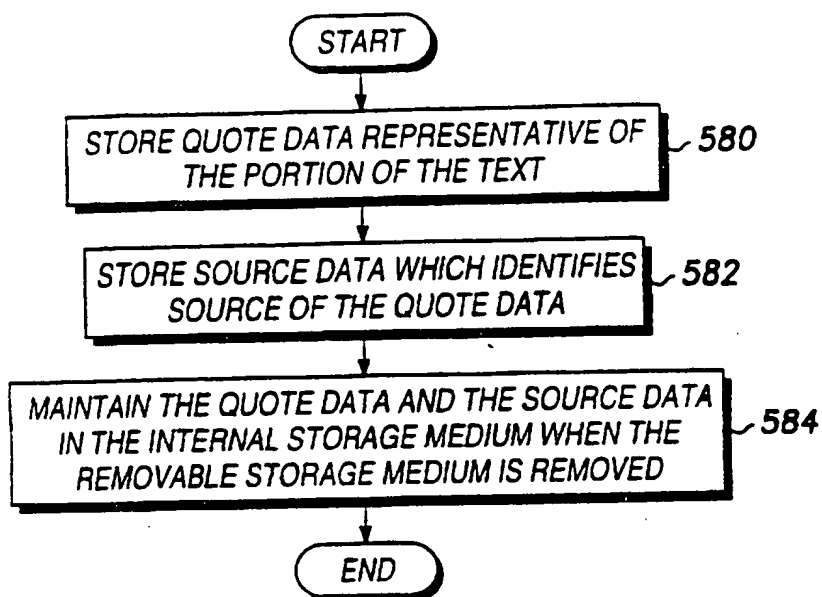 START
STORE QUOTE DATA REPRESENTATIVE OF
THE PORTION OF THE TEXT
580
STORE SOURCE DATA WHICH IDENTIFIES
SOURCE OF THE QUOTE DATA
582
MAINTAIN THE QUOTE DATA AND THE SOURCE DATA
IN THE INTERNAL STORAGE MEDIUM WHEN THE
REMOVABLE STORAGE MEDIUM IS REMOVED
584
END